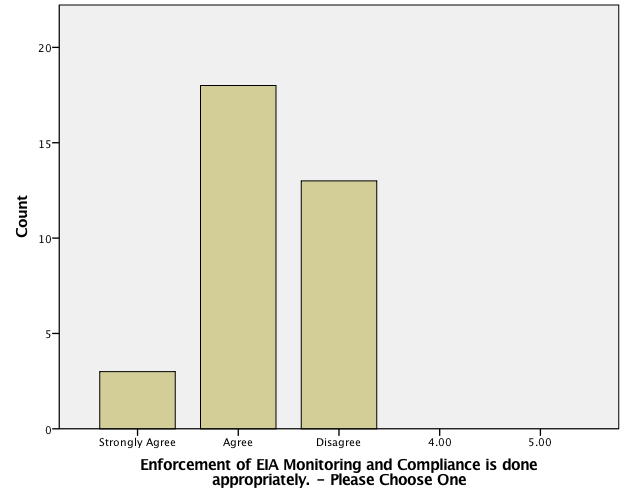 20
15
10
5
0
Count
Strongly Agree Agree Disagree 4.00 5.00
Enforcement of EIA Monitoring and Compliance is done
appropriately. - Please Choose One